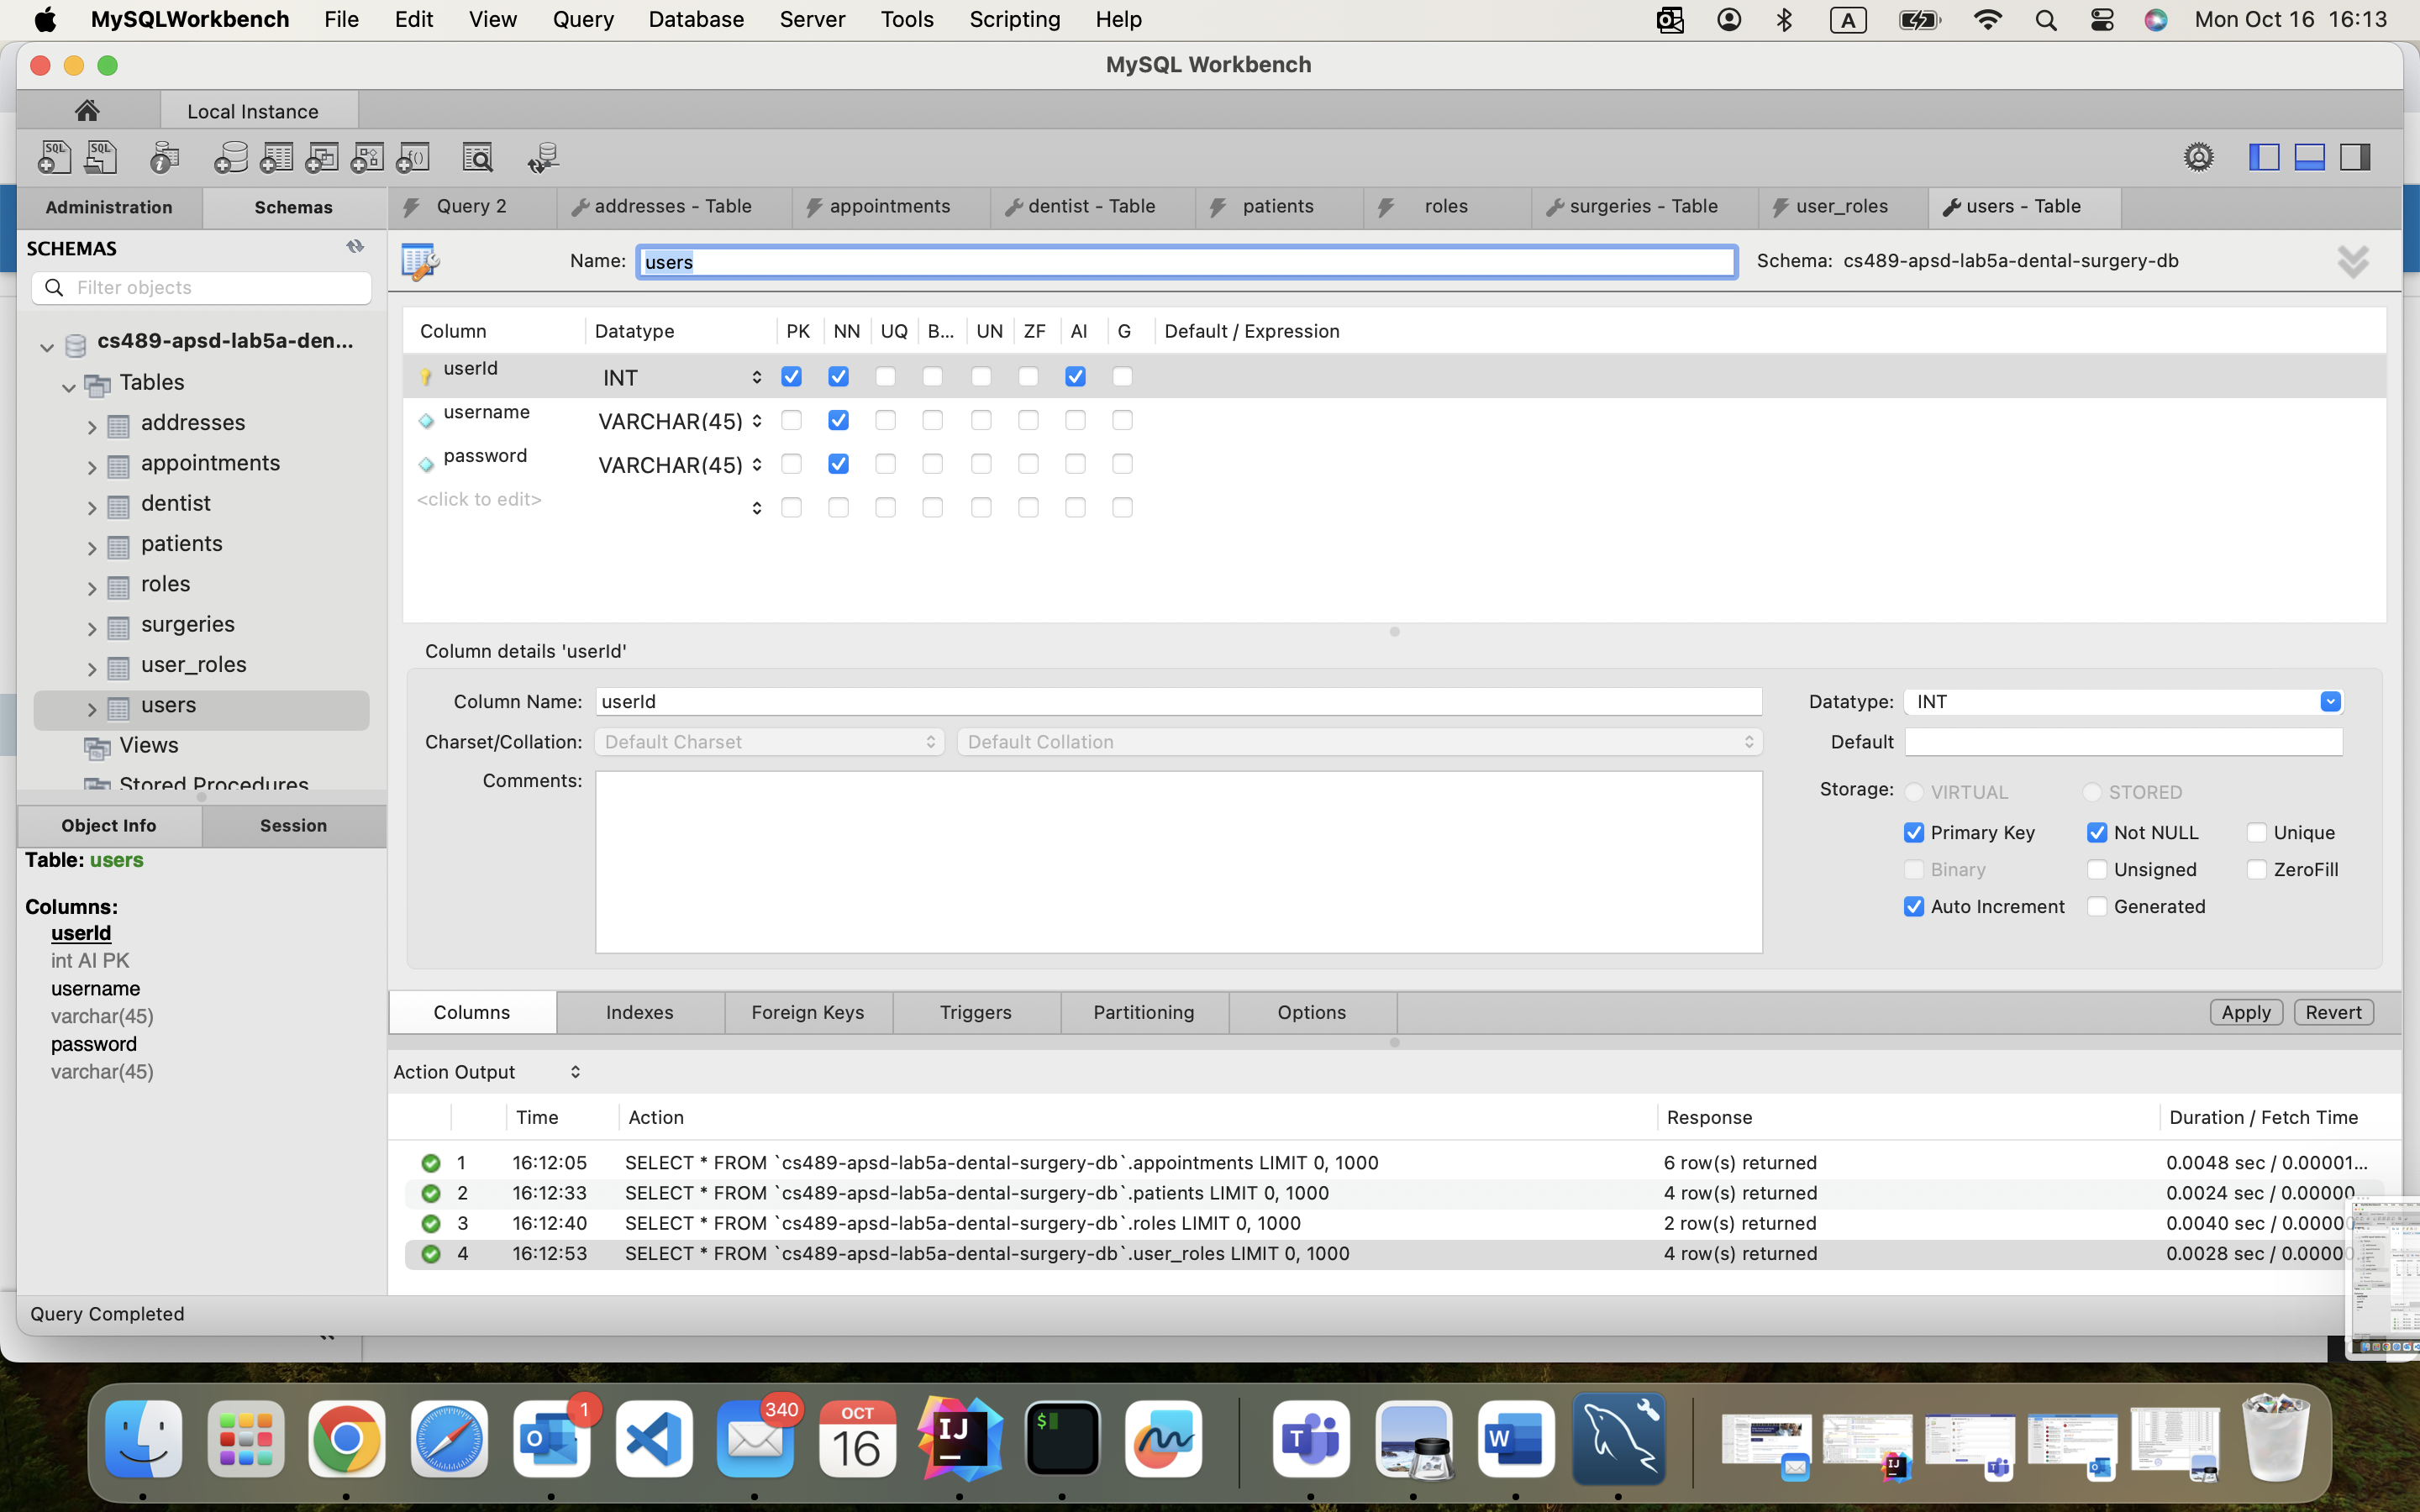 MySQLWorkbench File Edit View Query Database Server Tools Scripting Help A Mon Oct 16 16:13
MySQL Workbench
Local Instance
Administration Schemas Query 2 addresses - Table appointments dentist - Table patients roles surgeries - Table user_roles users - Table
SCHEMAS
Name: users Schema: cs489-apsd-lab5a-dental-surgery-db
Filter objects
Column Datatype PK NN UQ B... UN ZF AI G Default / Expression
cs489-apsd-lab5a-den...
userId INT
Tables
username VARCHAR(45)
addresses
password VARCHAR(45)
appointments
<click to edit>
dentist
patients
roles
surgeries
user_roles
users
Views
Stored Procedures
Column details 'userId'
Column Name: userId Datatype: INT
Charset/Collation: Default Charset Default Collation Default
Comments: Storage: VIRTUAL STORED
Primary Key Not NULL Unique
Binary Unsigned ZeroFill
Auto Increment Generated
Object Info Session
Table: users
Columns:
userId
int AI PK
username
varchar(45)
password
varchar(45)
Columns Indexes Foreign Keys Triggers Partitioning Options Apply Revert
Action Output
Time Action Response Duration / Fetch Time
1 16:12:05 SELECT * FROM `cs489-apsd-lab5a-dental-surgery-db`.appointments LIMIT 0, 1000 6 row(s) returned 0.0048 sec / 0.00001...
2 16:12:33 SELECT * FROM `cs489-apsd-lab5a-dental-surgery-db`.patients LIMIT 0, 1000 4 row(s) returned 0.0024 sec / 0.00000
3 16:12:40 SELECT * FROM `cs489-apsd-lab5a-dental-surgery-db`.roles LIMIT 0, 1000 2 row(s) returned 0.0040 sec / 0.0000
4 16:12:53 SELECT * FROM `cs489-apsd-lab5a-dental-surgery-db`.user_roles LIMIT 0, 1000 4 row(s) returned 0.0028 sec / 0.0000
Query Completed
1 340 OCT
16 IJ $ T W